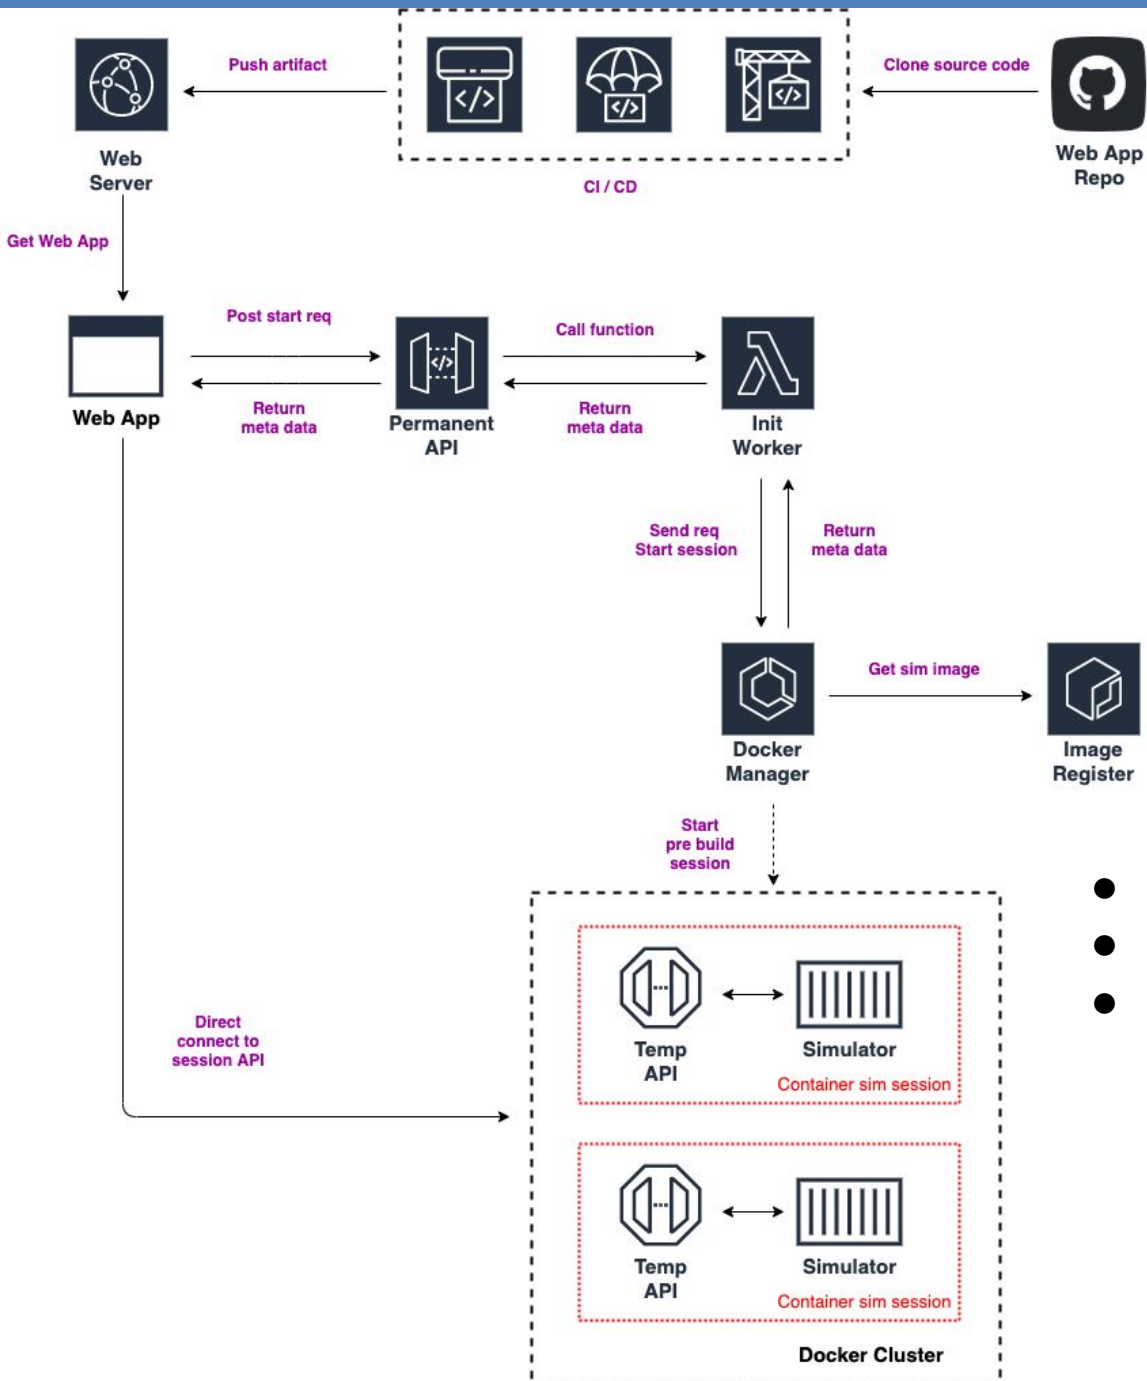 Push artifact
Clone source code
Web
Server
CI / CD
Web App
Repo
Get Web App
Post start req
Call function
Web App
Return
meta data
Permanent
API
Return
meta data
Init
Worker
Send req
Start session
Return
meta data
Get sim image
Docker
Manager
Image
Register
Start
pre build
session
Temp
API
Simulator
Container sim session
Direct
connect to
session API
Temp
API
Simulator
Container sim session
Docker Cluster